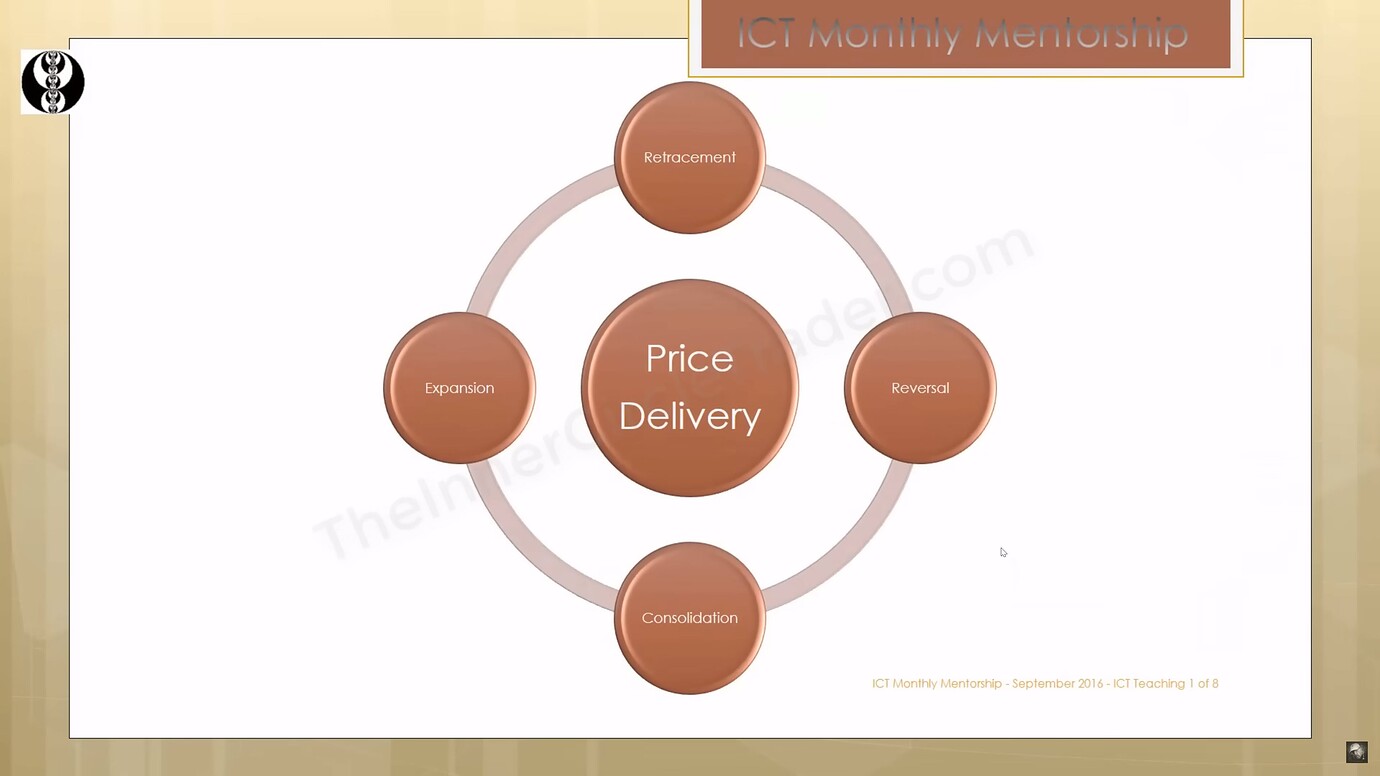 ICT Monthly Mentorship
Retracement
Expansion
Price
Delivery
Reversal
Consolidation
TheInnerCircleTrader.com
ICT Monthly Mentorship - September 2016 - ICT Teaching 1 of 8